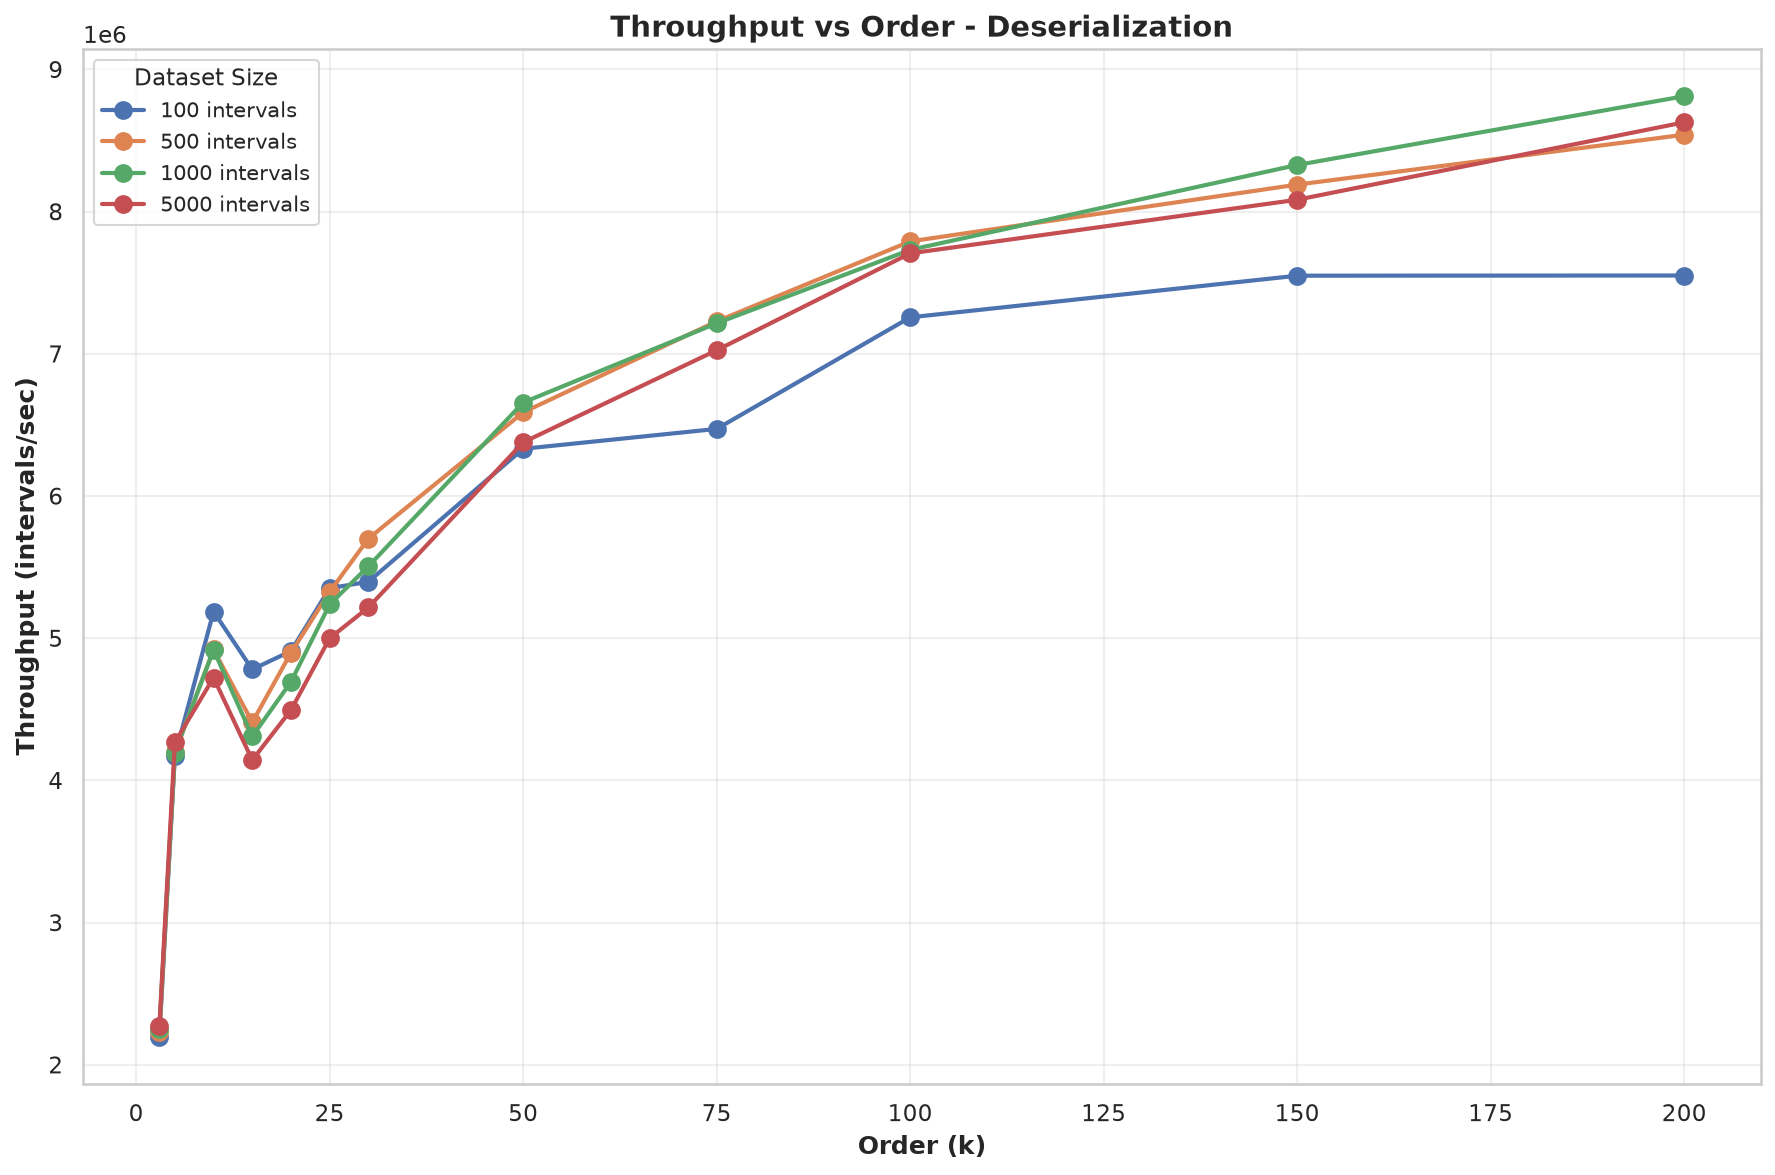 Throughput vs Order - Deserialization
1e6
Dataset Size
100 intervals
500 intervals
1000 intervals
5000 intervals
9
8
7
6
5
4
3
2
Throughput (intervals/sec)
0 25 50 75 100 125 150 175 200
Order (k)